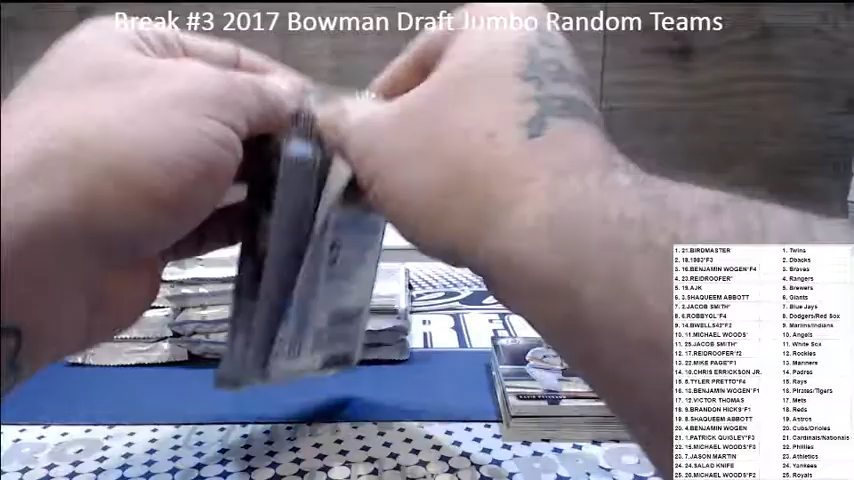 Break #3 2017 Bowman Draft Jumbo Random Teams
1. 21.BIRDMASTER 1. Twins
2. 18.1983*F3 2. Dbacks
3. 16.BENJAMIN WOGEN*F4 3. Braves
4. 23.REIDROOFER* 4. Rangers
5. 19.AJK 5. Brewers
6. 3.SHAQUEEM ABBOTT 6. Giants
7. 2.JACOB SMITH* 7. Blue Jays
8. 8. Dodgers/Red Sox
9. 14.BWELLS43*F2 9. Marlins/Indians
10. 11.MICHAEL WOODS* 10. Angels
11. 25.JACOB SMITH* 11. White Sox
12. 17.REIDROOFER*f2 12. Rockies
13. 22.MIKE PAGE*F1 13. Mariners
14. 10.CHRIS ERRICKSON JR. 14. Padres
15. 5.TYLER PRETTO*F4 15. Rays
16. 12.BENJAMIN WOGEN*F1 16. Pirates/Tigers
17. 12.VICTOR THOMAS 17. Mets
18. 9.BRANDON HICKS*F1 18. Reds
19. 8.SHAQUEEM ABBOTT 19. Astros
20. 4.BENJAMIN WOGEN* 20. Cubs/Orioles
21. 1.PATRICK QUIGLEY*F3 21. Cardinals/Nationals
22. 15.MICHAEL WOODS*F3 22. Phillies
23. 7.JASON MARTIN 23. Athletics
24. 24.SALAD KNIFE 24. Yankees
25. 20.MICHAEL WOODS*F2 25. Royals
BRE